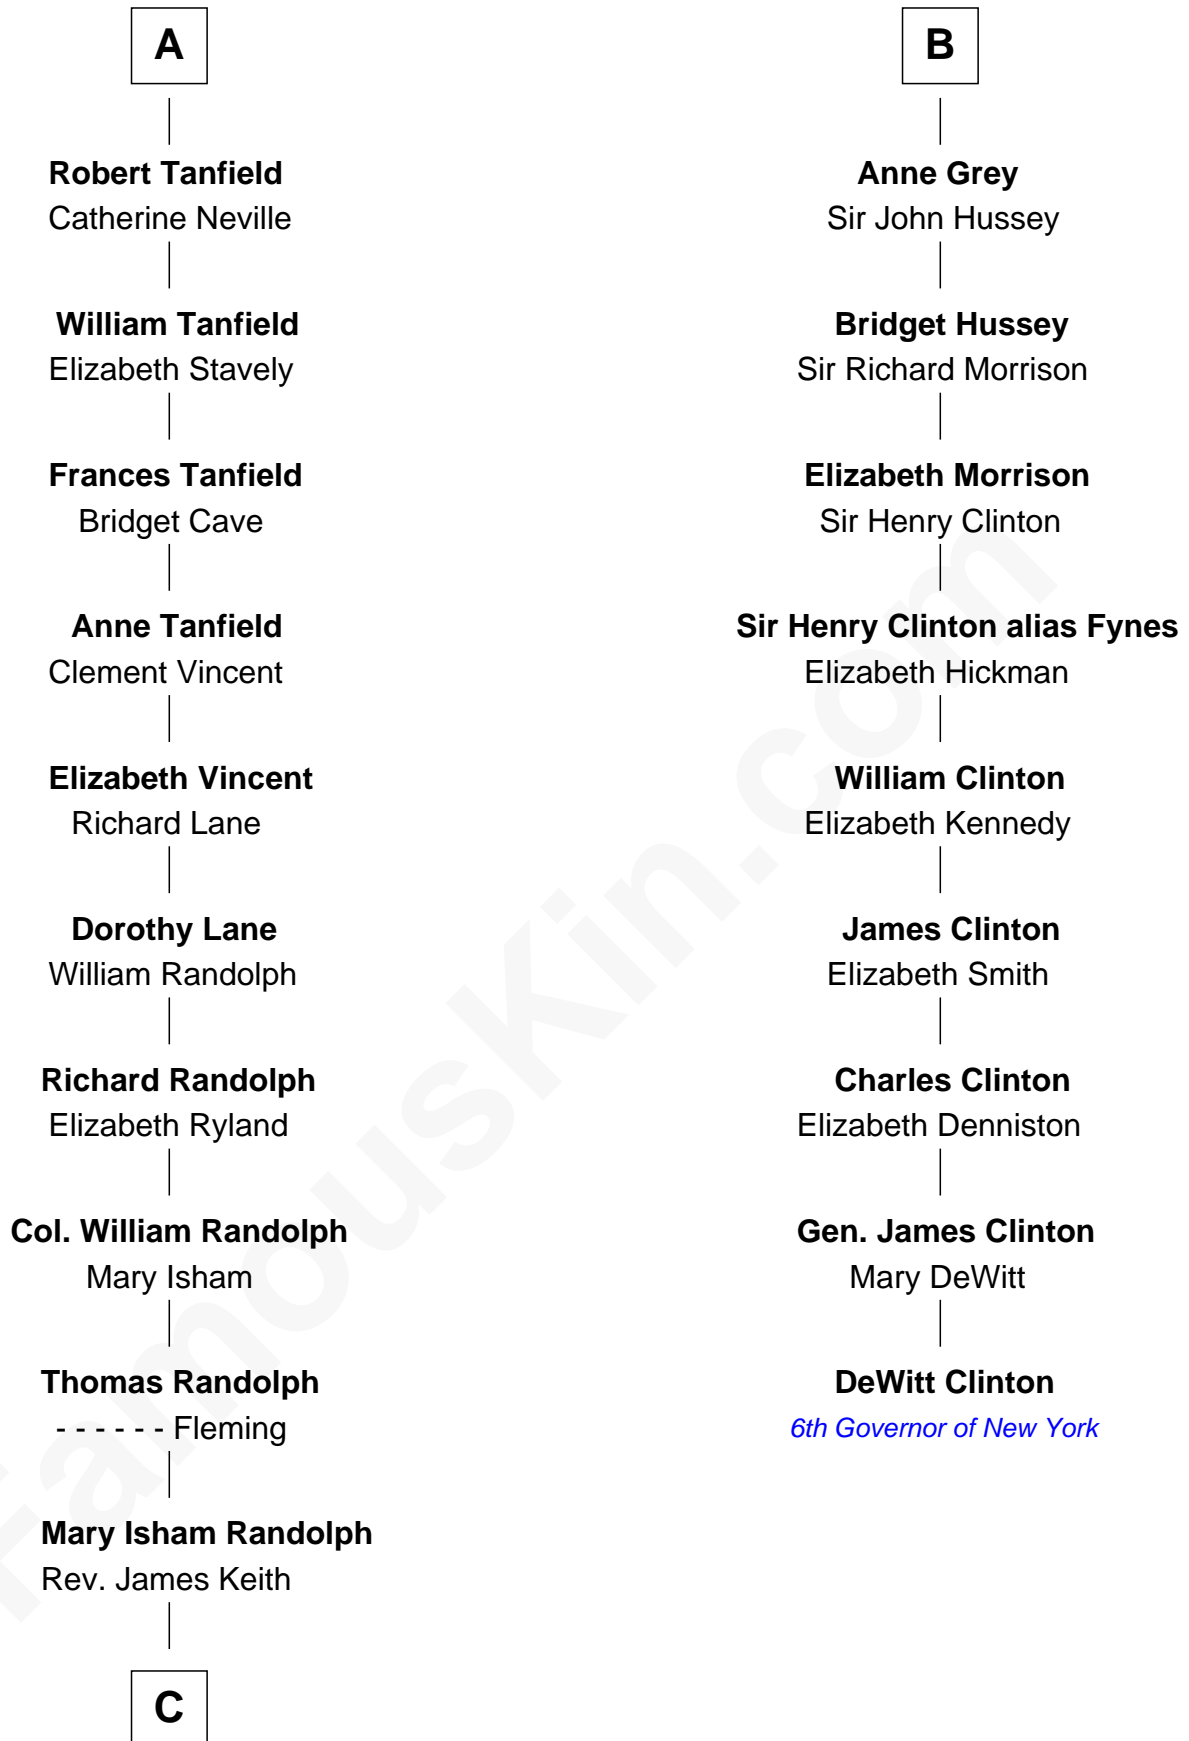 A
Robert Tanfield
Catherine Neville
William Tanfield
Elizabeth Stavely
Frances Tanfield
Bridget Cave
Anne Tanfield
Clement Vincent
Elizabeth Vincent
Richard Lane
Dorothy Lane
William Randolph
Richard Randolph
Elizabeth Ryland
Col. William Randolph
Mary Isham
Thomas Randolph
- - - - - - Fleming
Mary Isham Randolph
Rev. James Keith
C
B
Anne Grey
Sir John Hussey
Bridget Hussey
Sir Richard Morrison
Elizabeth Morrison
Sir Henry Clinton
Sir Henry Clinton alias Fynes
Elizabeth Hickman
William Clinton
Elizabeth Kennedy
James Clinton
Elizabeth Smith
Charles Clinton
Elizabeth Denniston
Gen. James Clinton
Mary DeWitt
DeWitt Clinton
6th Governor of New York
FamousKin.com